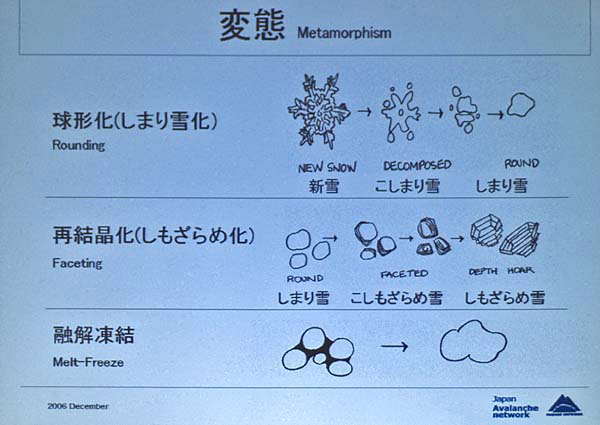 変態 Metamorphism
球形化(しまり雪化)
Rounding
NEW SNOW DECOMPOSED ROUND
新雪 こしまり雪 しまり雪
再結晶化(しもざらめ化)
Faceting
ROUND FACETED DEPTH HOAR
しまり雪 こしもざらめ雪 しもざらめ雪
融解凍結
Melt-Freeze
2006 December
Japan
Avalanche
network